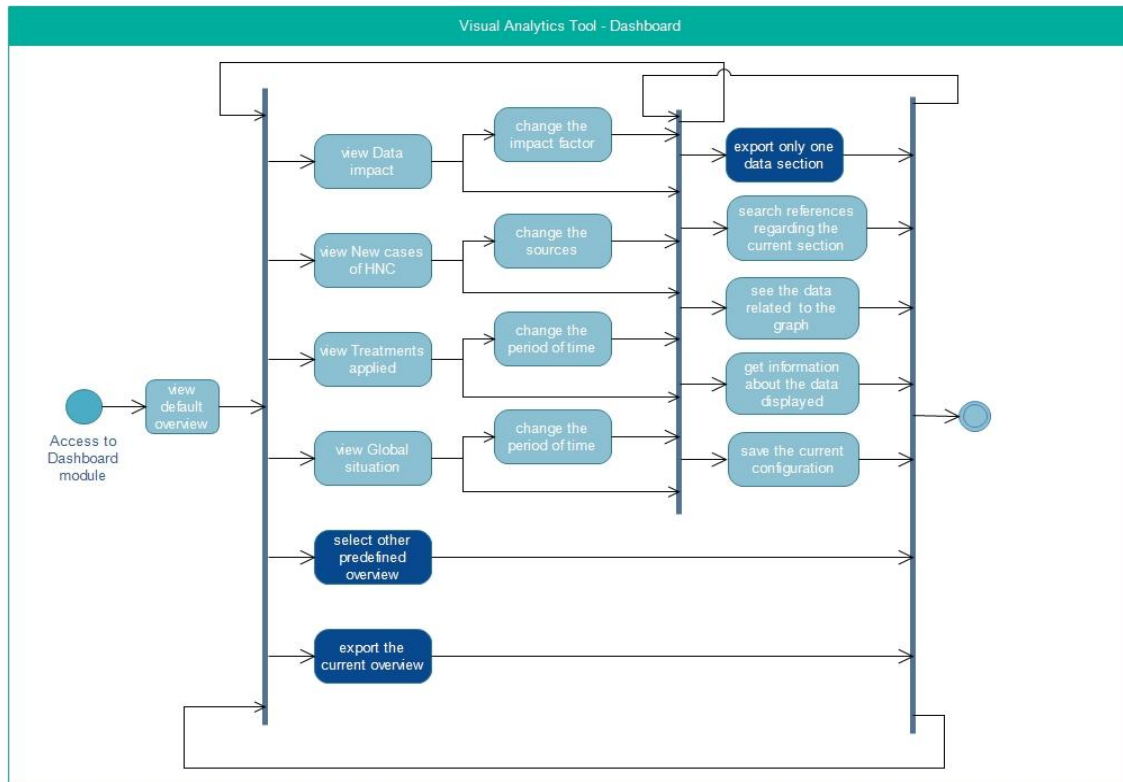 Visual Analytics Tool - Dashboard
Access to
Dashboard
module
view
default
overview
view Data
impact
change the
impact factor
view New cases
of HNC
change the
sources
view Treatments
applied
change the
period of time
view Global
situation
change the
period of time
select other
predefined
overview
export the
current overview
export only one
data section
search references
regarding the
current section
see the data
related to the
graph
get information
about the data
displayed
save the current
configuration